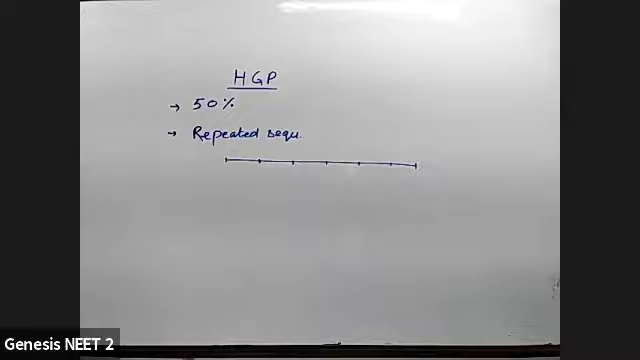 HGP
→ 50%
→ Repeated sequ.
Genesis NEET 2